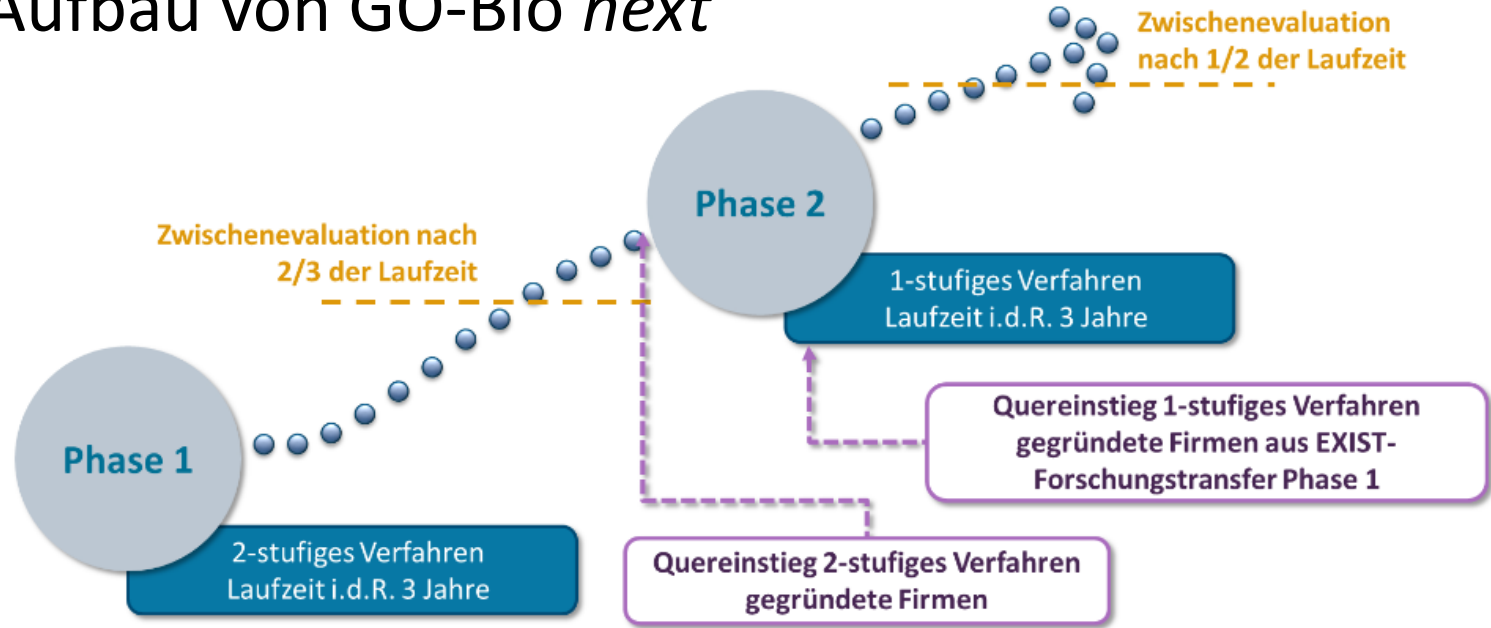 Aufbau von GO-Bio next
Zwischenevaluation
nach 1/2 der Laufzeit
Phase 2
Zwischenevaluation nach
2/3 der Laufzeit
1-stufiges Verfahren
Laufzeit i.d.R. 3 Jahre
Phase 1
Quereinstieg 1-stufiges Verfahren
gegründete Firmen aus EXIST-
Forschungstransfer Phase 1
2-stufiges Verfahren
Laufzeit i.d.R. 3 Jahre
Quereinstieg 2-stufiges Verfahren
gegründete Firmen